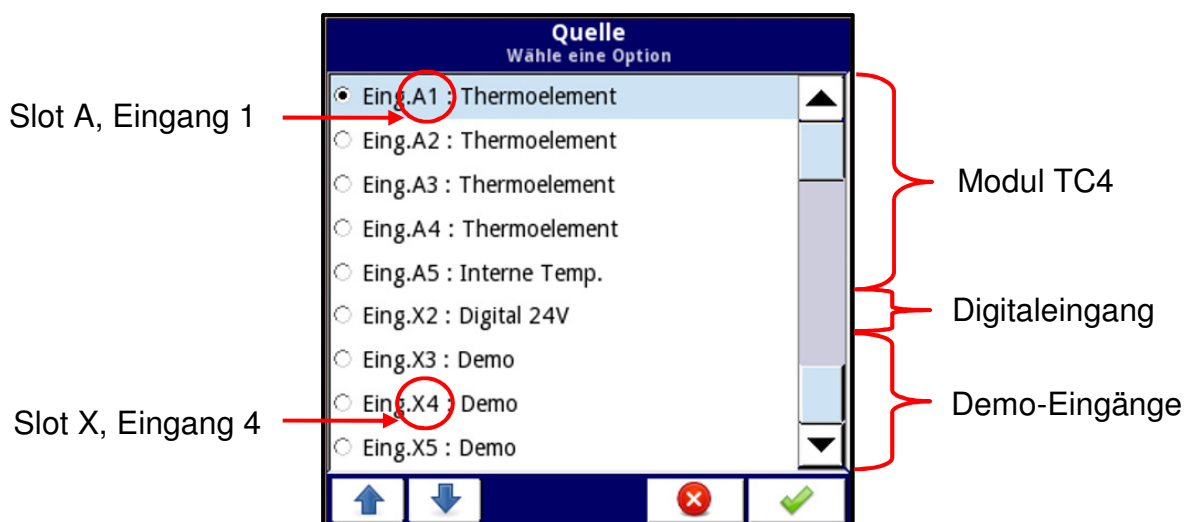 Quelle
Wähle eine Option
Slot A, Eingang 1
Eing.A1 : Thermoelement
Eing.A2 : Thermoelement
Eing.A3 : Thermoelement
Eing.A4 : Thermoelement
Eing.A5 : Interne Temp.
Modul TC4
Eing.X2 : Digital 24V
Digitaleingang
Eing.X3 : Demo
Eing.X4 : Demo
Eing.X5 : Demo
Demo-Eingänge
Slot X, Eingang 4